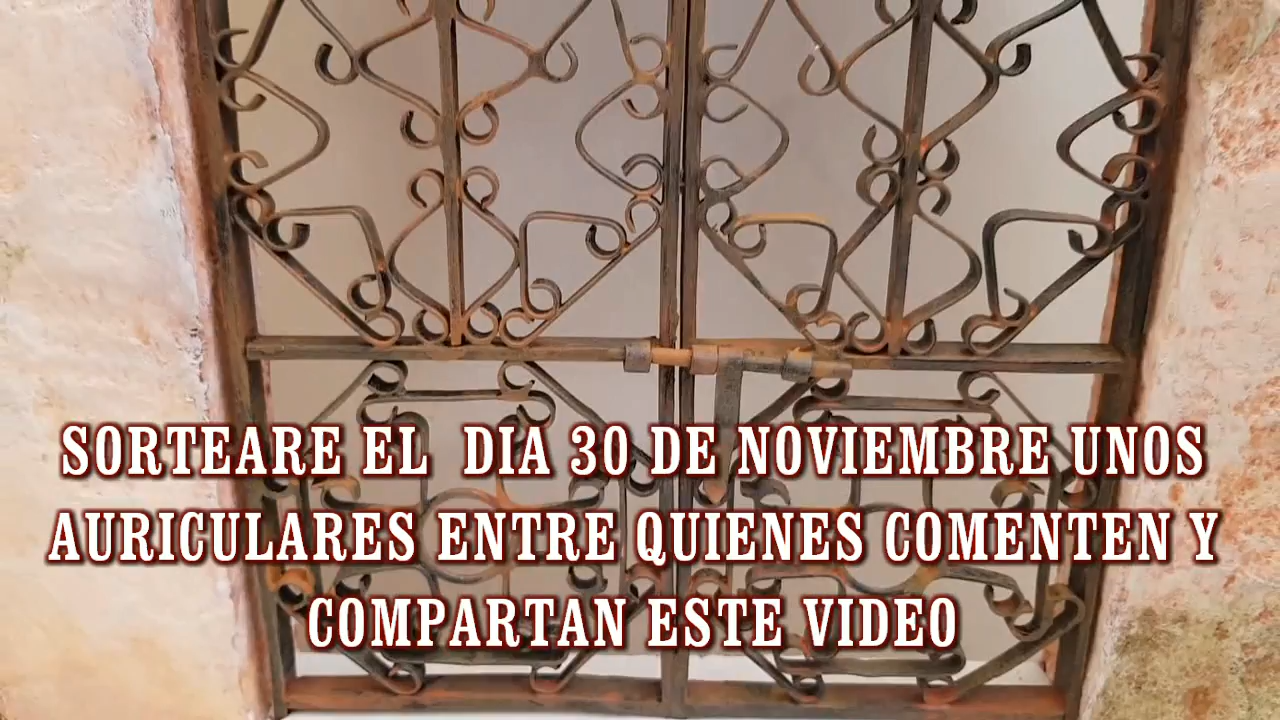 SORTEARE EL DIA 30 DE NOVIEMBRE UNOS
AURICULARES ENTRE QUIENES COMENTEN Y
COMPARTAN ESTE VIDEO